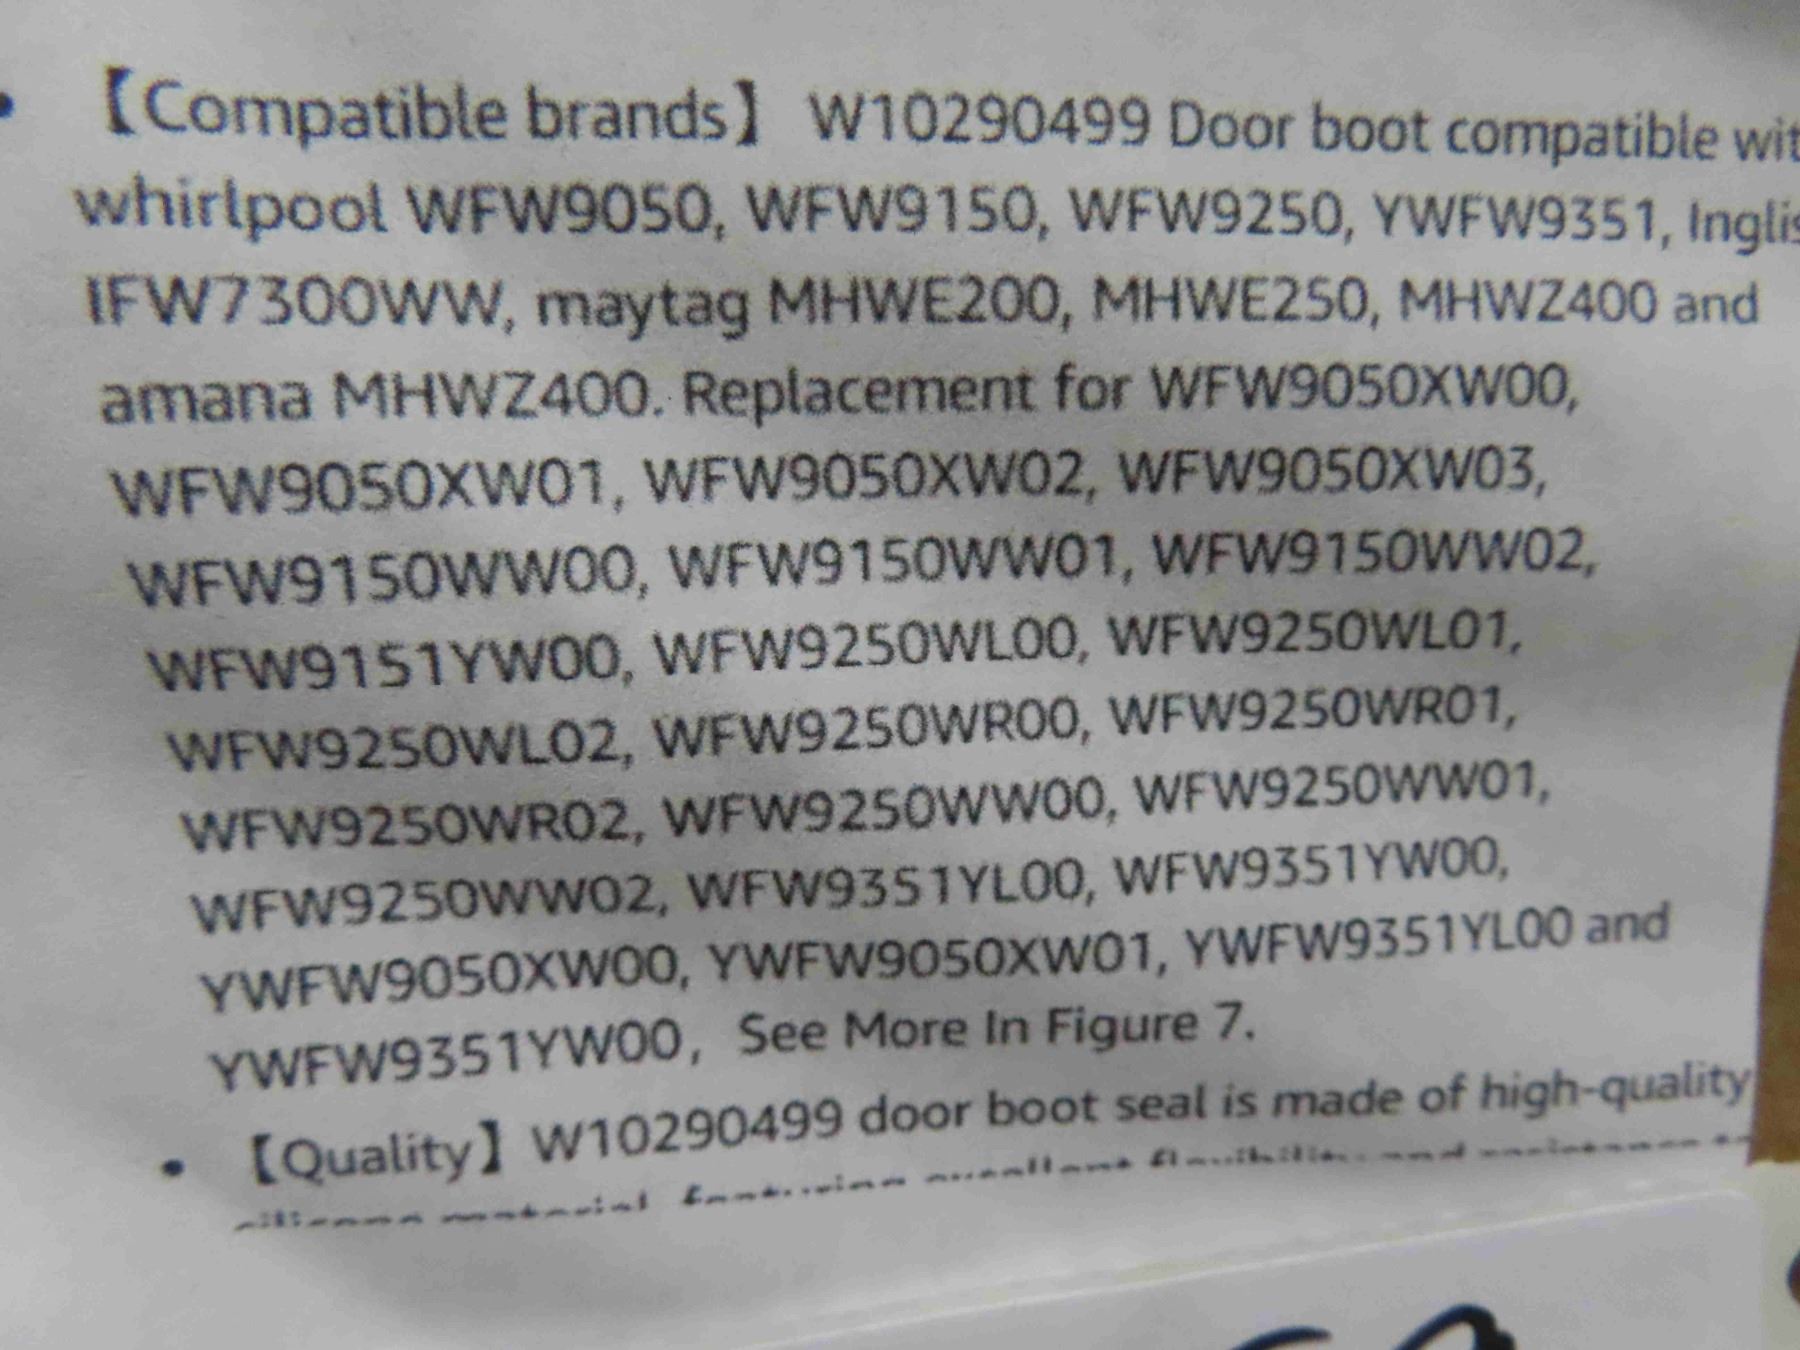 • 【Compatible brands】 W10290499 Door boot compatible wit
whirlpool WFW9050, WFW9150, WFW9250, YWFW9351, Inglis
IFW7300WW, maytag MHWE200, MHWE250, MHWZ400 and
amana MHWZ400. Replacement for WFW9050XW00,
WFW9050XW01, WFW9050XW02, WFW9050XW03,
WFW9150WW00, WFW9150WW01, WFW9150WW02,
WFW9151YW00, WFW9250WL00, WFW9250WL01,
WFW9250WL02, WFW9250WR00, WFW9250WR01,
WFW9250WR02, WFW9250WW00, WFW9250WW01,
WFW9250WW02, WFW9351YL00, WFW9351YW00,
YWFW9050XW00, YWFW9050XW01, YWFW9351YL00 and
YWFW9351YW00, See More In Figure 7.
• 【Quality】 W10290499 door boot seal is made of high-quality